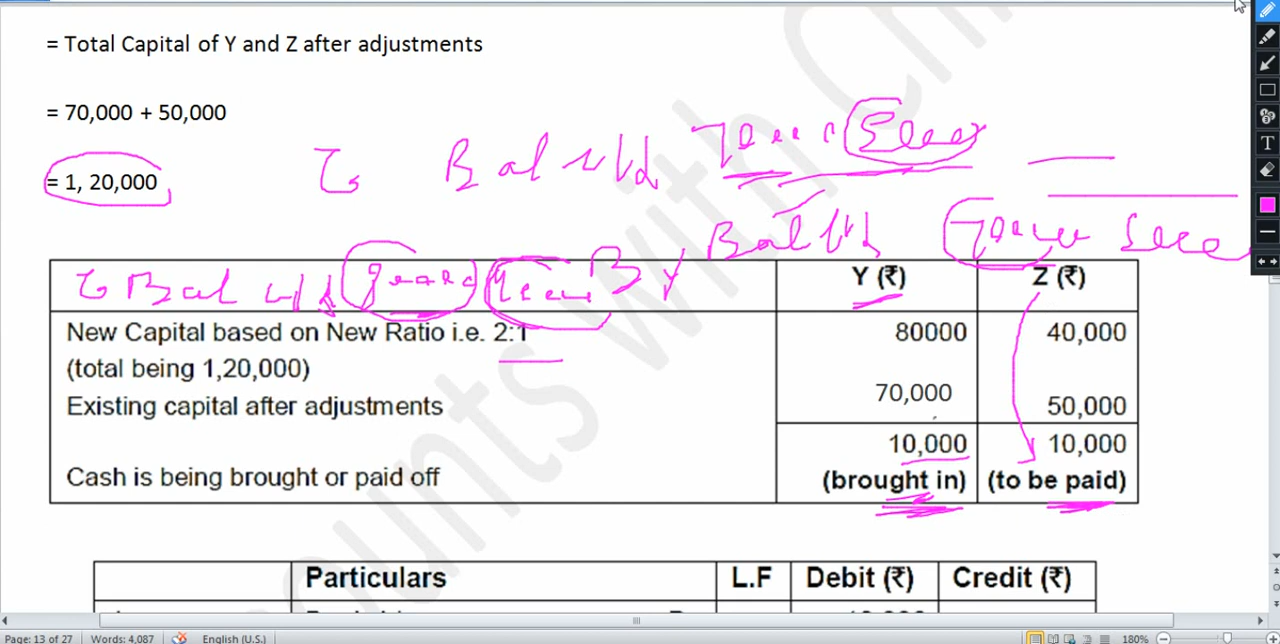 = Total Capital of Y and Z after adjustments
= 70,000 + 50,000
= 1, 20,000
To Bal
By Bal
To Bal By
Y (₹) Z (₹)
New Capital based on New Ratio i.e. 2:1 80000 40,000
(total being 1,20,000)
Existing capital after adjustments 70,000 50,000
10,000 10,000
Cash is being brought or paid off (brought in) (to be paid)
Particulars L.F Debit (₹) Credit (₹)
Page: 13 of 27 Words: 4,087 English (U.S.) 180%